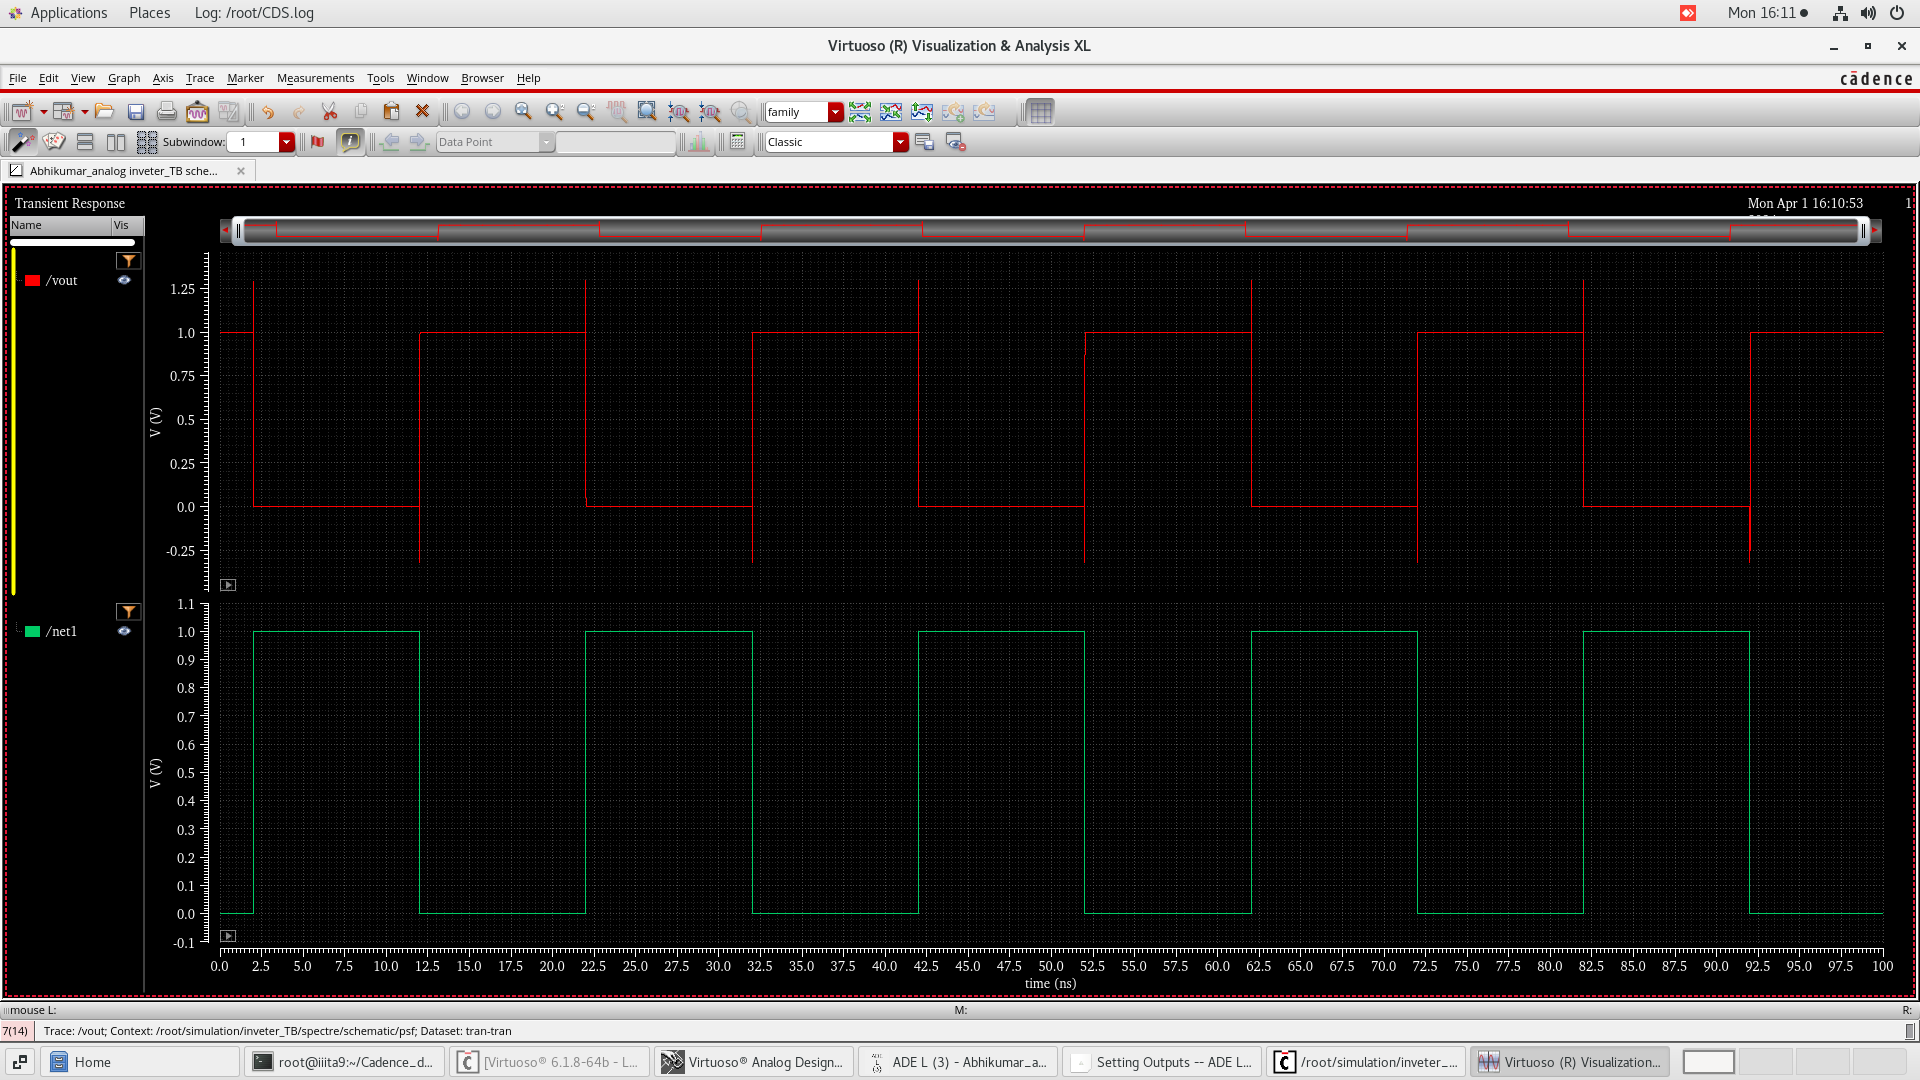 Applications Places Log: /root/CDS.log Mon 16:11
Virtuoso (R) Visualization & Analysis XL
File Edit View Graph Axis Trace Marker Measurements Tools Options Window Browser Help
cādence
family
Subwindow: 1 Data Point Classic
Abhikumar_analog inveter_TB sche...
Transient Response Mon Apr 1 16:10:53 1
Name Vis
/vout
1.25
1.0
0.75
0.5
0.25
0.0
-0.25
V (V)
/net1
1.1
1.0
0.9
0.8
0.7
0.6
0.5
0.4
0.3
0.2
0.1
0.0
-0.1
V (V)
0.0 2.5 5.0 7.5 10.0 12.5 15.0 17.5 20.0 22.5 25.0 27.5 30.0 32.5 35.0 37.5 40.0 42.5 45.0 47.5 50.0 52.5 55.0 57.5 60.0 62.5 65.0 67.5 70.0 72.5 75.0 77.5 80.0 82.5 85.0 87.5 90.0 92.5 95.0 97.5 100
time (ns)
mouse L: M: R:
7(14) Trace: /vout; Context: /root/simulation/inveter_TB/spectre/schematic/psf; Dataset: tran-tran
Home root@iiita9:~/Cadence_d... [Virtuoso® 6.1.8-64b - L... Virtuoso® Analog Design... ADE L (3) - Abhikumar_a... Setting Outputs -- ADE L... /root/simulation/inveter_... Virtuoso (R) Visualization...